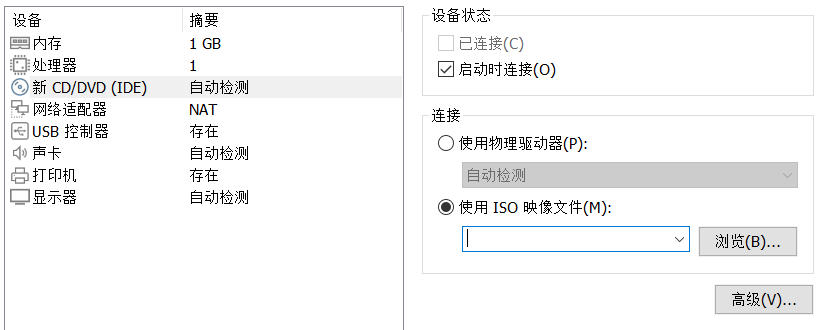 设备 摘要
内存 1 GB
处理器 1
新 CD/DVD (IDE) 自动检测
网络适配器 NAT
USB 控制器 存在
声卡 自动检测
打印机 存在
显示器 自动检测
设备状态
已连接(C)
启动时连接(O)
连接
使用物理驱动器(P):
自动检测
使用 ISO 映像文件(M):
浏览(B)...
高级(V)...